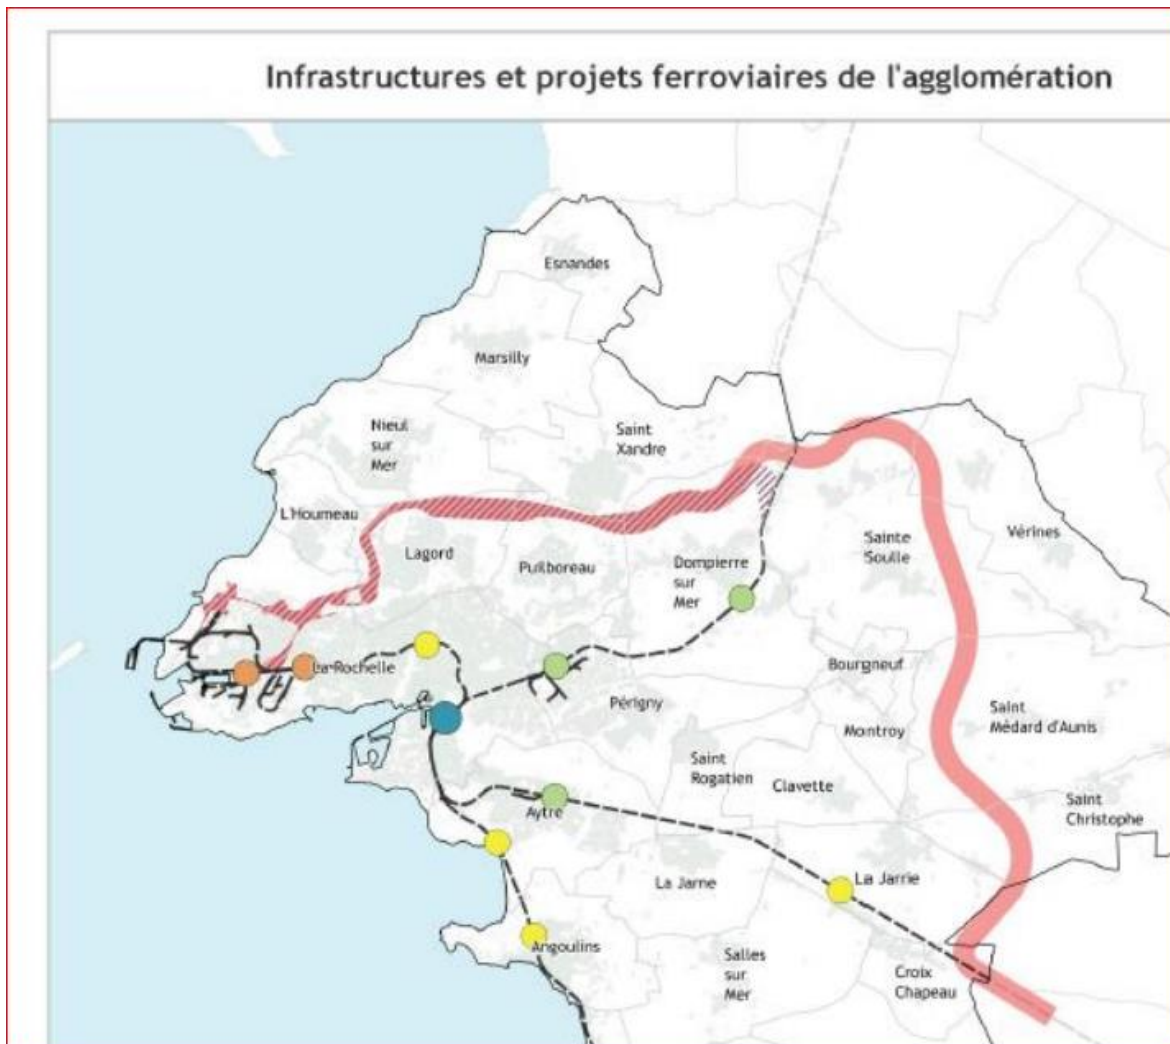 Infrastructures et projets ferroviaires de l'agglomération
Esnandes
Marsilly
Nieul
sur
Mer
Saint
Xandre
L'Houmeau
Lagord
Puilboreau
Dompierre
sur
Mer
Sainte
Soulle
Vérines
La Rochelle
Bourgneuf
Périgny
Saint
Médard d'Aunis
Montroy
Saint
Rogatien
Clavette
Saint
Christophe
Aytre
La Jarne
La Jarrie
Angoulins
Salles
sur
Mer
Croix
Chapeau